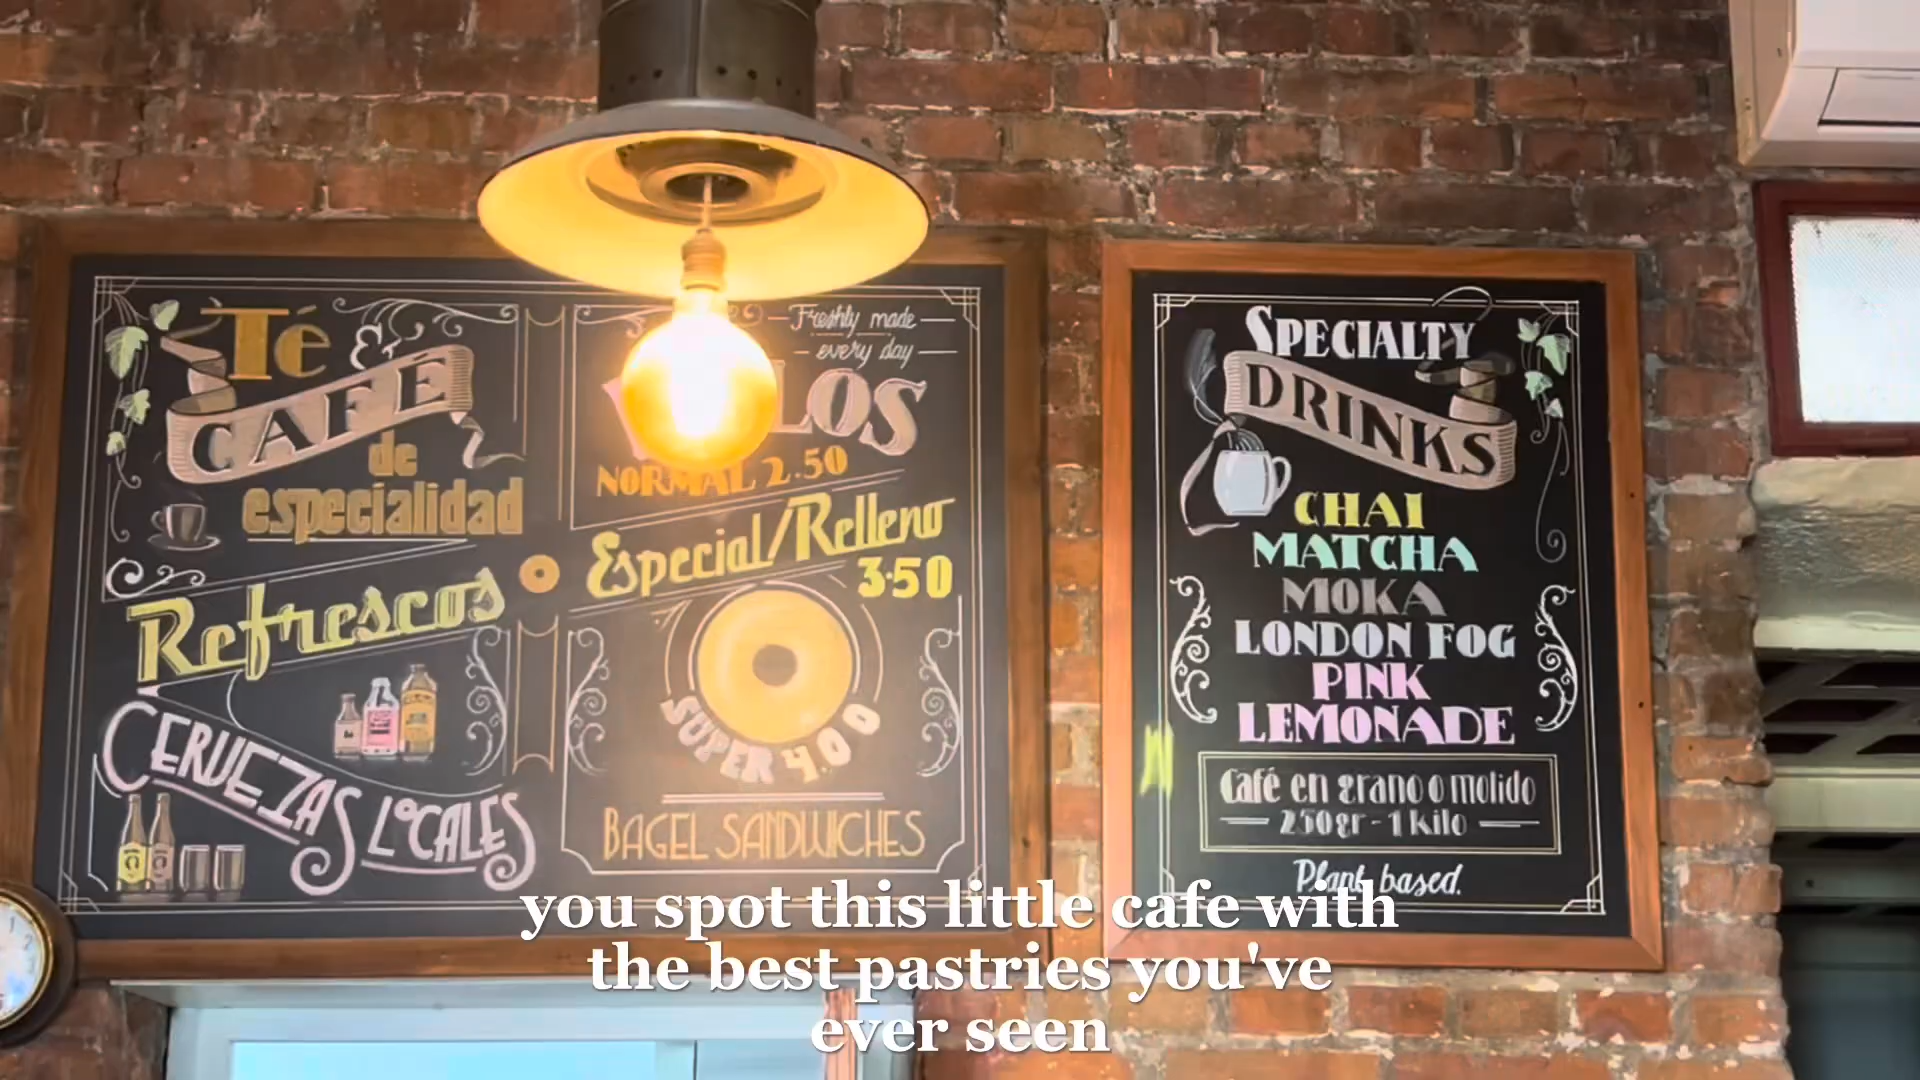 Té
&
CAFÉ
de
especialidad
Refrescos
CERVEZAS LOCALES
Freshly made
every day
LOS
NORMAL 2.50
Especial/Relleno
3.50
SUPER 4.00
BAGEL SANDWICHES
SPECIALTY
DRINKS
CHAI
MATCHA
MOKA
LONDON FOG
PINK
LEMONADE
Café en grano o molido
250gr - 1 kilo
Plant based.
you spot this little cafe with
the best pastries you've
ever seen